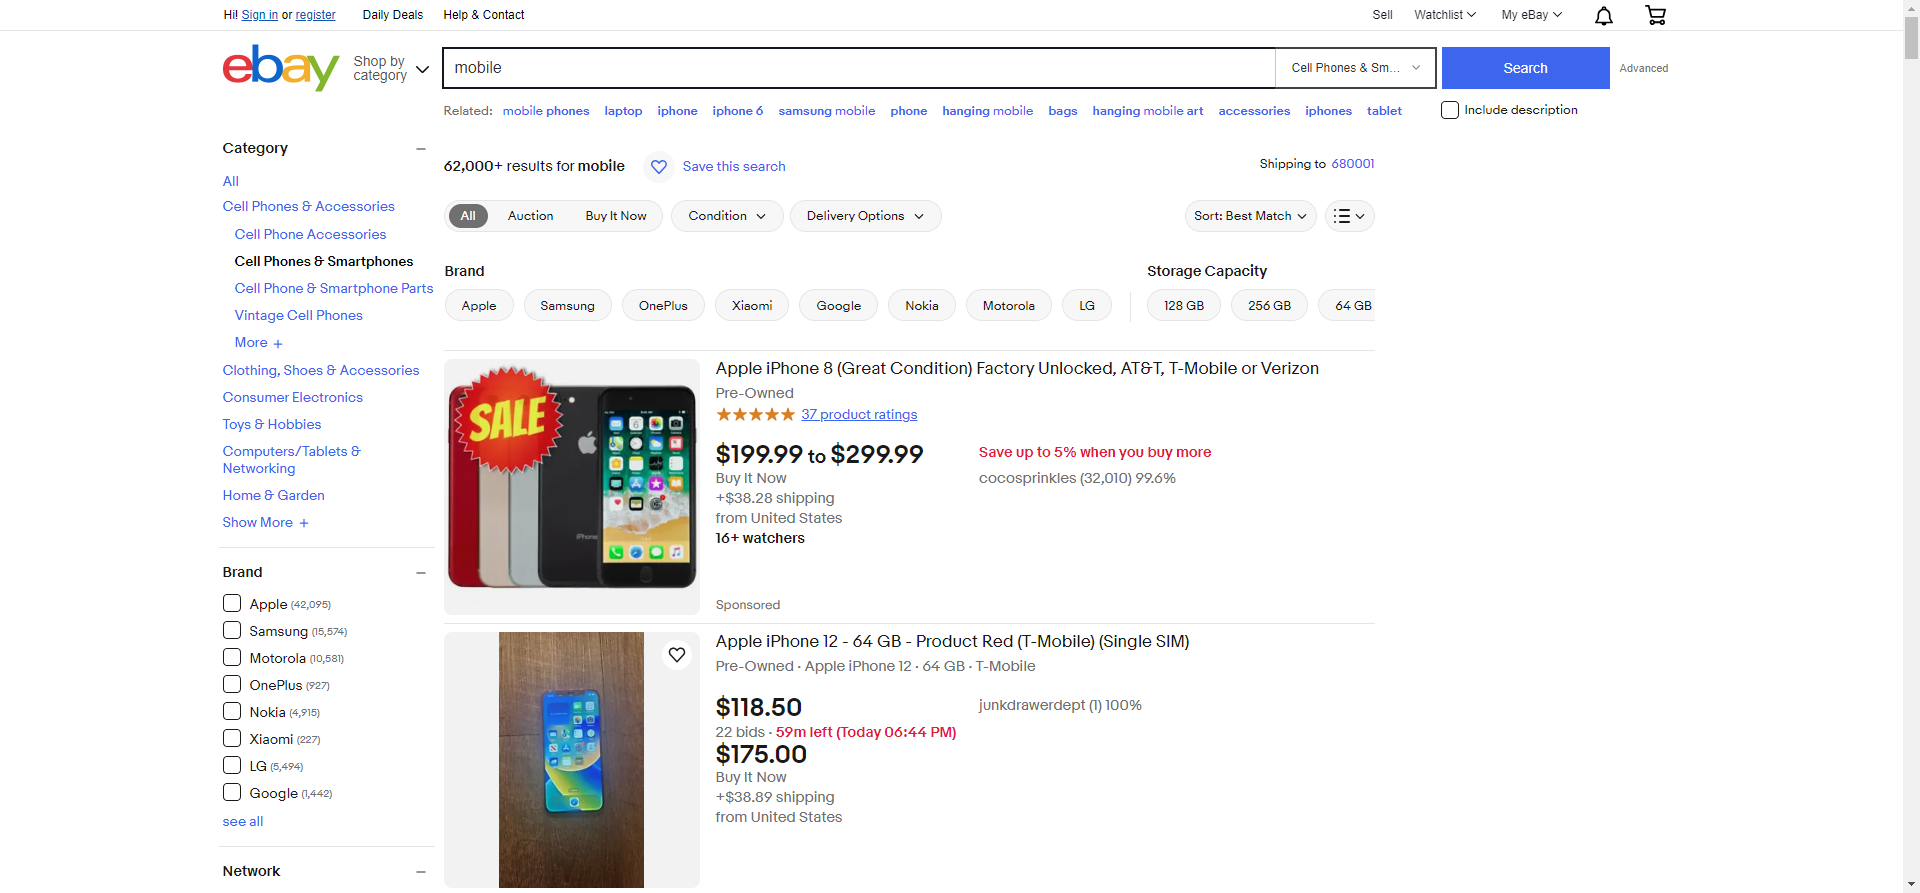 Hi! Sign in or register Daily Deals Help & Contact Sell Watchlist My eBay
ebay Shop by category mobile Cell Phones & Sm... Search Advanced
Related: mobile phones laptop iphone iphone 6 samsung mobile phone hanging mobile bags hanging mobile art accessories iphones tablet Include description
Category
All
Cell Phones & Accessories
Cell Phone Accessories
Cell Phones & Smartphones
Cell Phone & Smartphone Parts
Vintage Cell Phones
More +
Clothing, Shoes & Accessories
Consumer Electronics
Toys & Hobbies
Computers/Tablets &
Networking
Home & Garden
Show More +
Brand
Apple (42,095)
Samsung (15,574)
Motorola (10,581)
OnePlus (927)
Nokia (4,915)
Xiaomi (227)
LG (5,494)
Google (1,442)
see all
Network
62,000+ results for mobile Save this search Shipping to 680001
All Auction Buy It Now Condition Delivery Options Sort: Best Match
Brand Storage Capacity
Apple Samsung OnePlus Xiaomi Google Nokia Motorola LG 128 GB 256 GB 64 GB
SALE
iPhone
Apple iPhone 8 (Great Condition) Factory Unlocked, AT&T, T-Mobile or Verizon
Pre-Owned
37 product ratings
$199.99 to $299.99 Save up to 5% when you buy more
Buy It Now cocosprinkles (32,010) 99.6%
+$38.28 shipping
from United States
16+ watchers
Sponsored
Apple iPhone 12 - 64 GB - Product Red (T-Mobile) (Single SIM)
Pre-Owned · Apple iPhone 12 · 64 GB · T-Mobile
$118.50 junkdrawerdept (1) 100%
22 bids · 59m left (Today 06:44 PM)
$175.00
Buy It Now
+$38.89 shipping
from United States